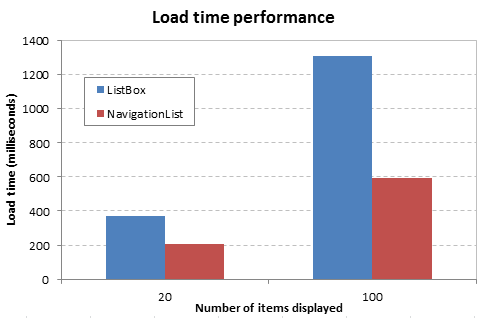 Load time performance
Load time (milliseconds)
1400
1200
1000
800
600
400
200
0
ListBox
NavigationList
20
100
Number of items displayed